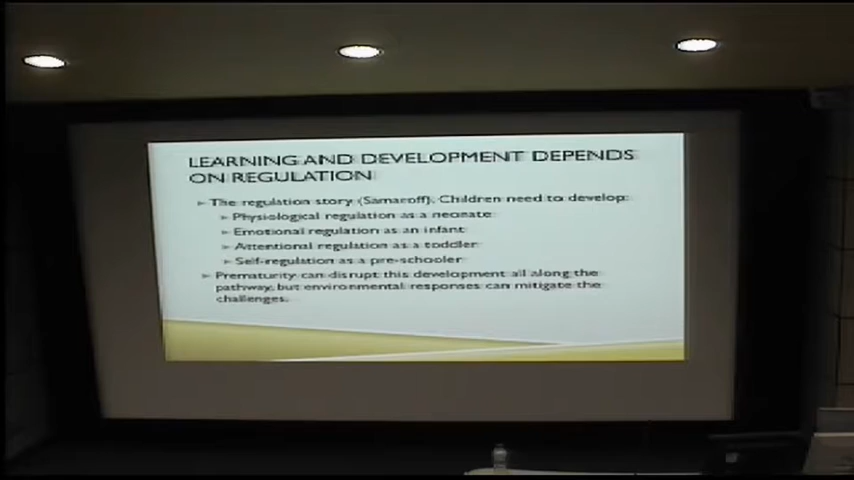 LEARNING AND DEVELOPMENT DEPENDS
ON REGULATION
The regulation story (Samaroff). Children need to develop:
Physiological regulation as a neonate
Emotional regulation as an infant
Attentional regulation as a toddler
Self-regulation as a pre-schooler
Prematurity can disrupt this development all along the
pathway, but environmental responses can mitigate the
challenges.